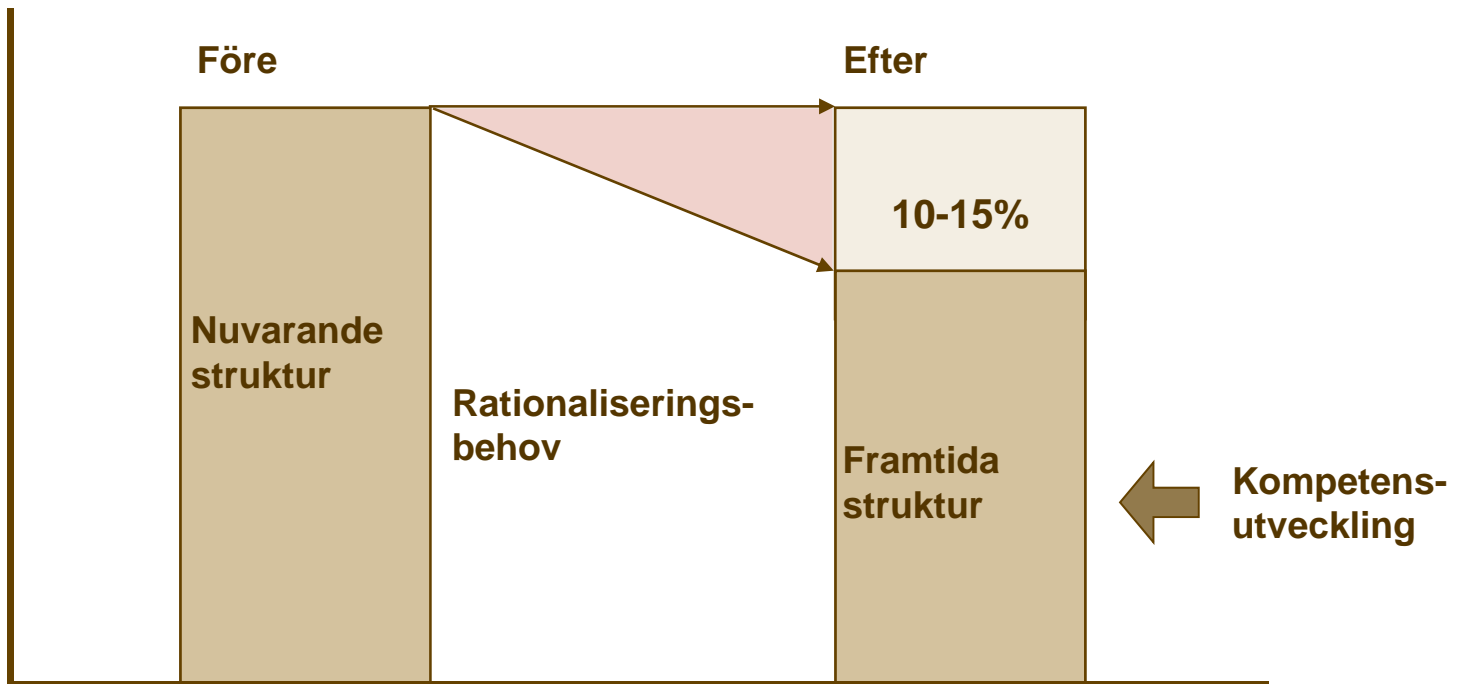 Före
Efter
10-15%
Nuvarande
struktur
Rationaliserings-
behov
Framtida
struktur
Kompetens-
utveckling